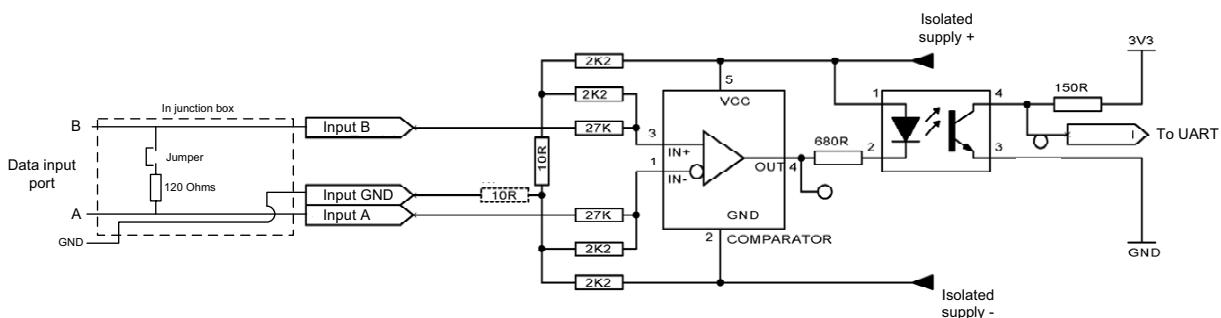 Isolated
supply +
3V3
2K2
5
1
4
150R
In junction box
2K2
VCC
B
Input B
27K
3
680R
To UART
Jumper
10R
IN+
2
3
Data input
port
1
OUT
4
120 Ohms
IN-
Input GND
10R
A
Input A
27K
GND
GND
2
COMPARATOR
GND
2K2
2K2
Isolated
supply -